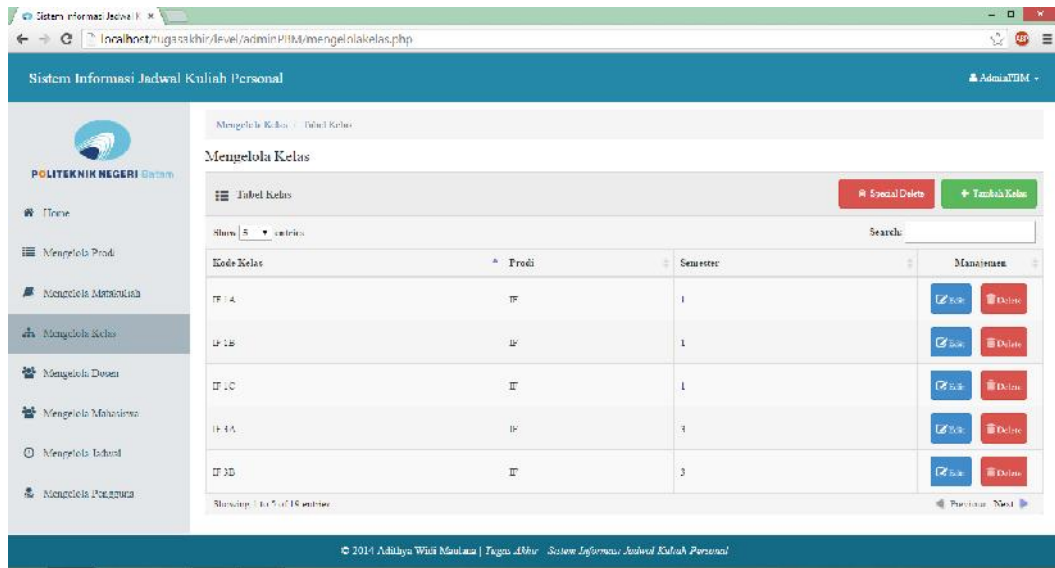 Sistem Informasi Jadwal K
localhost/tugasakhir/level/adminPBM/mengelolakelas.php
Sistem Informasi Jadwal Kuliah Personal
AdminPBM
POLITEKNIK NEGERI Batam
Home
Mengelola Prodi
Mengelola Matakuliah
Mengelola Kelas
Mengelola Dosen
Mengelola Mahasiswa
Mengelola Jadwal
Mengelola Pengguna
Mengelola Kelas / Tabel Kelas
Mengelola Kelas
Tabel Kelas
Special Delete
Tambah Kelas
Show 5 entries
Search:
Kode Kelas Prodi Semester Manajemen
IF 1A IF 1 Edit Delete
IF 1B IF 1 Edit Delete
IF 1C IF 1 Edit Delete
IF 3A IF 3 Edit Delete
IF 3B IF 3 Edit Delete
Showing 1 to 5 of 19 entries
Previous Next
© 2014 Adithya Widi Maulana | Tugas Akhir Sistem Informasi Jadwal Kuliah Personal